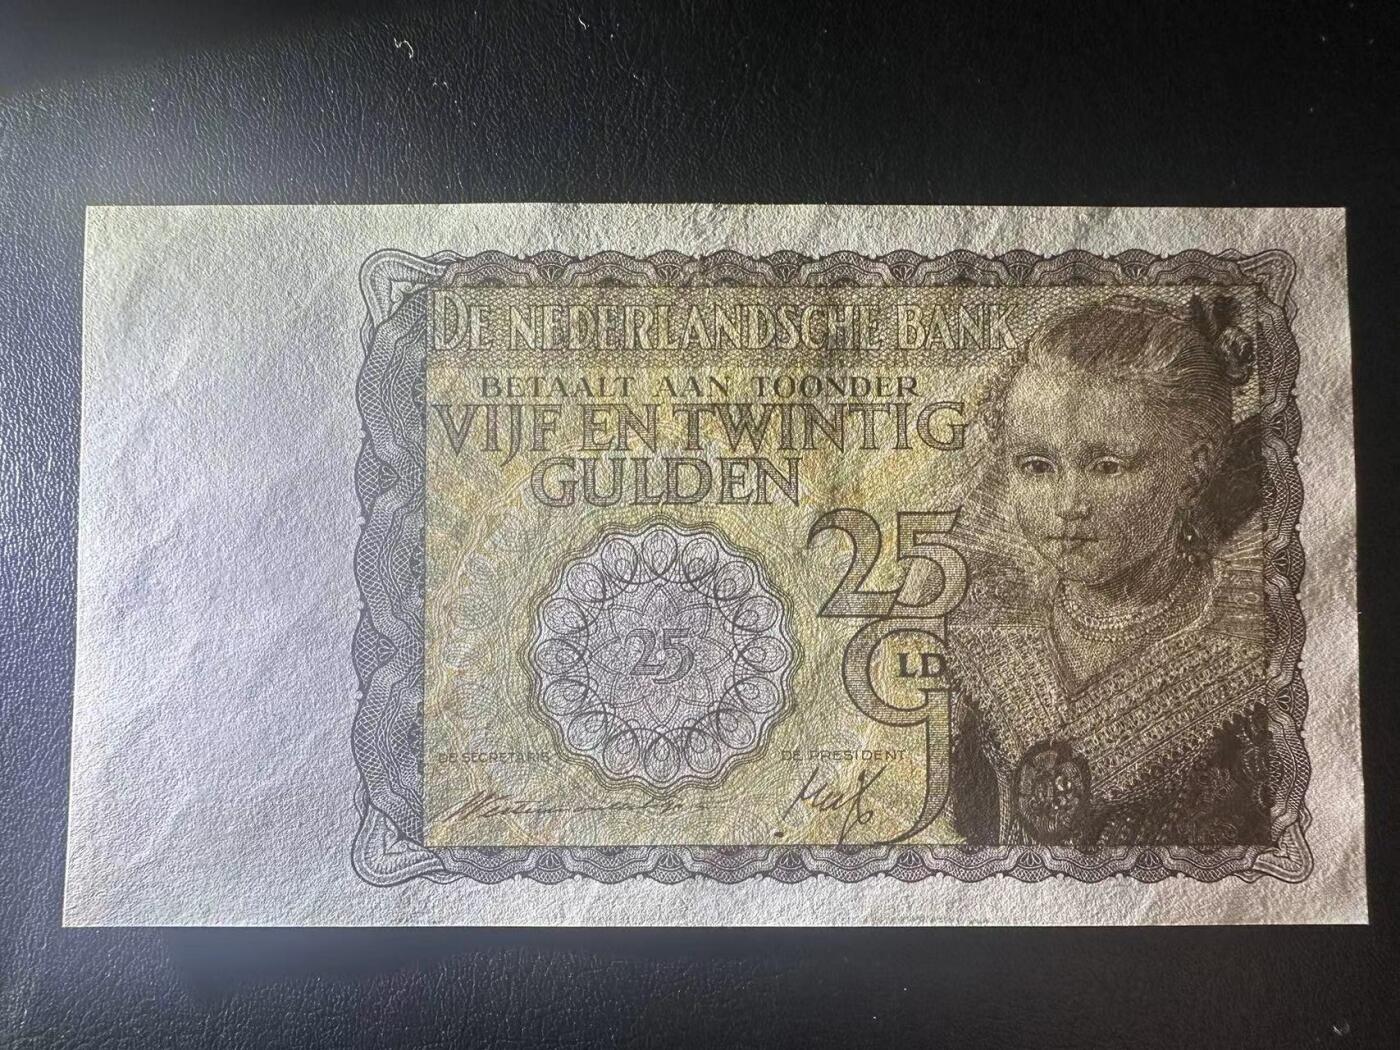 DE NEDERLANDSCHE BANK
BETAALT AAN TOONDER
VIJF EN TWINTIG
GULDEN
25
GLD
25
DE SECRETARIS
DE PRESIDENT